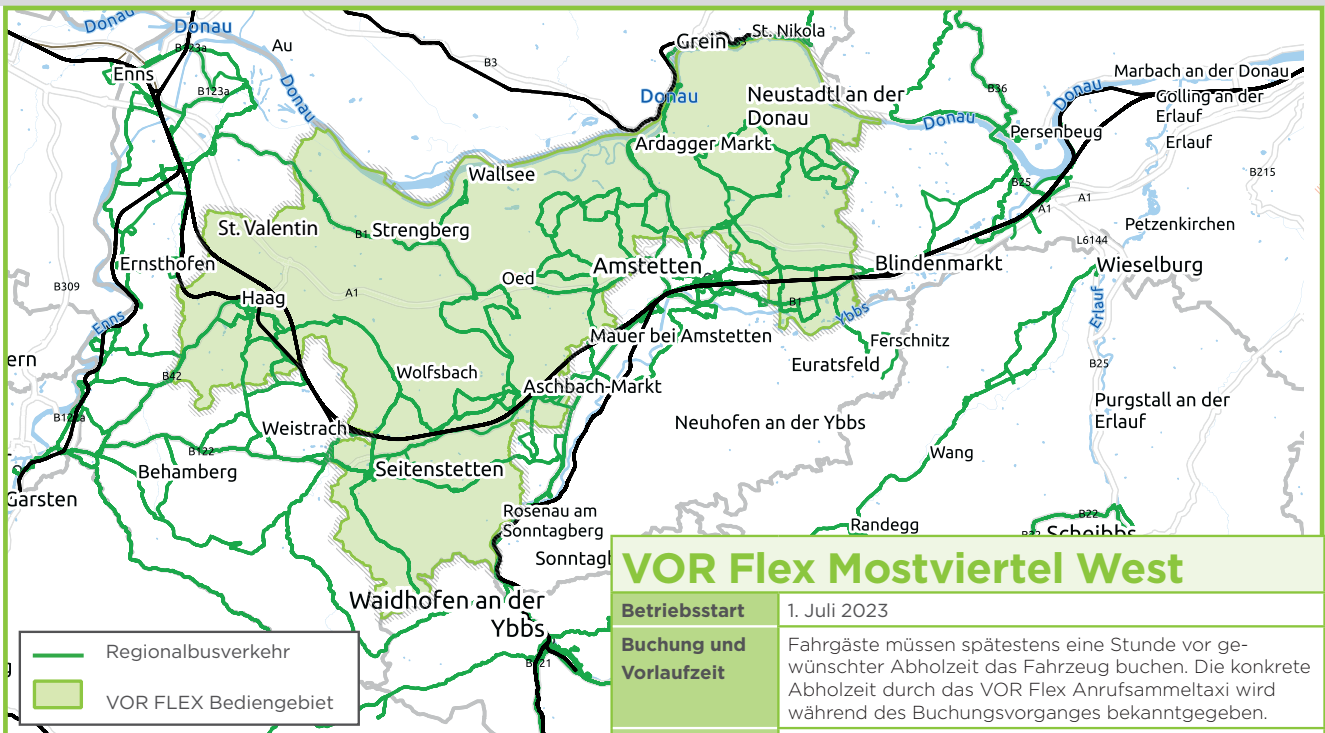 Donau
Donau
Au
B123a
Enns
B123a
Donau
B3
Grein
St. Nikola
Donau
Neustadtl an der
Donau
Ardagger Markt
B36
Donau
Marbach an der Donau
Donau
Golling an der
Erlauf
Persenbeug
Erlauf
B25
B215
A1
A1
Petzenkirchen
L6144
Wieselburg
Wallsee
St. Valentin
B1
Strengberg
Ernsthofen
B309
Haag
A1
Oed
Amstetten
Blindenmarkt
B1
Ybbs
Enns
Mauer bei Amstetten
Ferschnitz
Euratsfeld
Erlauf
B25
ern
B42
Wolfsbach
Aschbach-Markt
Purgstall an der
Erlauf
Weistrach
Neuhofen an der Ybbs
B122
Behamberg
Seitenstetten
Wang
Garsten
Rosenau am
Sonntagberg
Randegg
B22
Scheibbs
Waidhofen an der
Ybbs
Regionalbusverkehr
VOR FLEX Bediengebiet
VOR Flex Mostviertel West
Betriebsstart
1. Juli 2023
Buchung und
Vorlaufzeit
Fahrgäste müssen spätestens eine Stunde vor ge-
wünschter Abholzeit das Fahrzeug buchen. Die konkrete
Abholzeit durch das VOR Flex Anrufsammeltaxi wird
während des Buchungsvorganges bekanntgegeben.